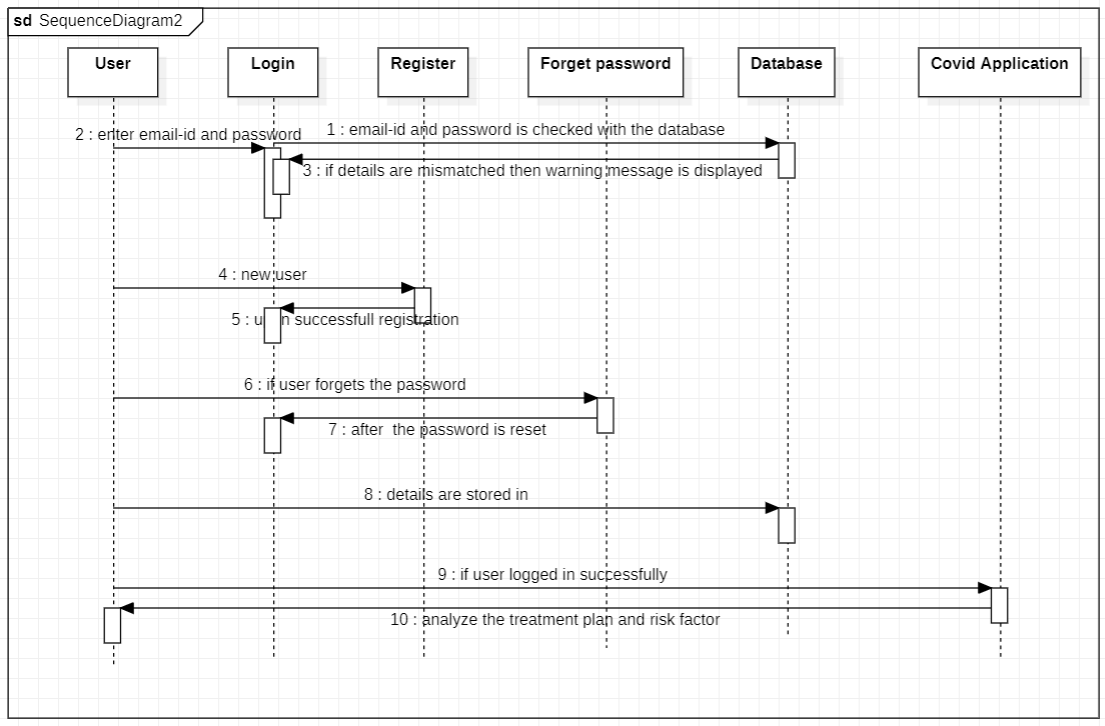 sd SequenceDiagram2
User
Login
Register
Forget password
Database
Covid Application
1 : email-id and password is checked with the database
2 : enter email-id and password
3 : if details are mismatched then warning message is displayed
4 : new user
5 : upon successfull registration
6 : if user forgets the password
7 : after  the password is reset
8 : details are stored in
9 : if user logged in successfully
10 : analyze the treatment plan and risk factor